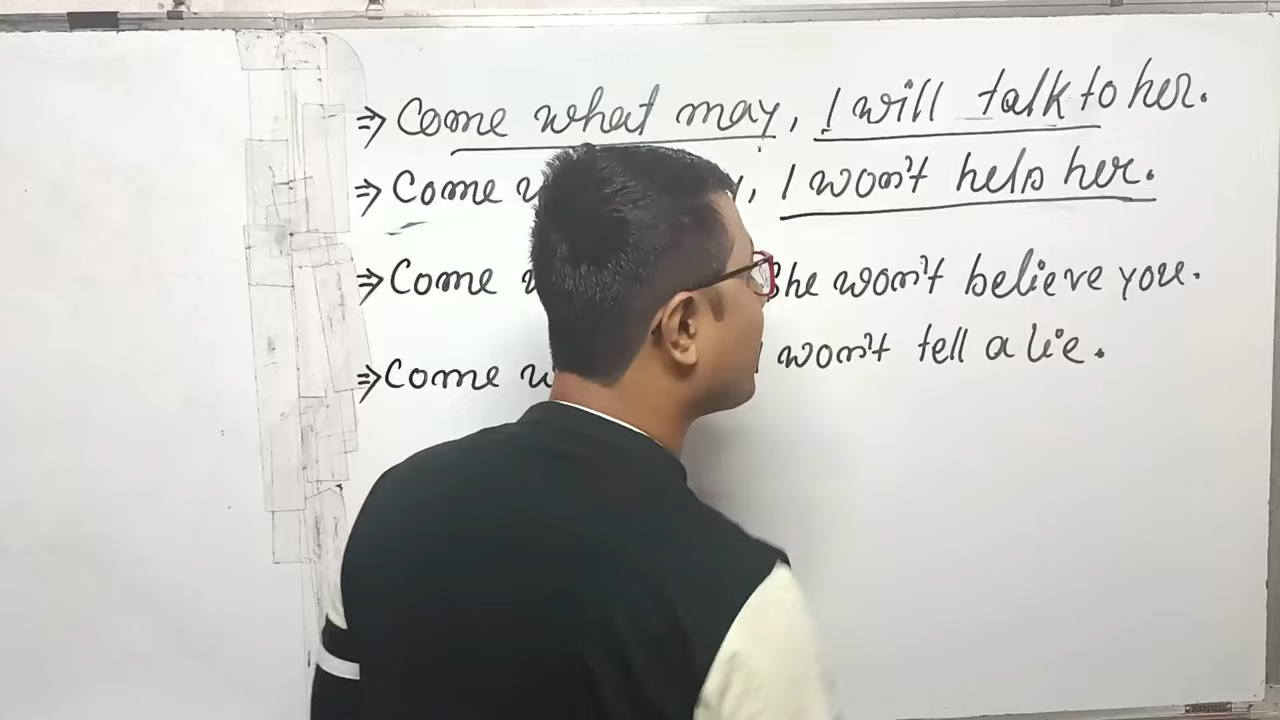 ⇒ Come what may, I will talk to her.
⇒ Come w y, I won't help her.
⇒ Come w She won't believe you.
⇒ Come w I won't tell a lie.